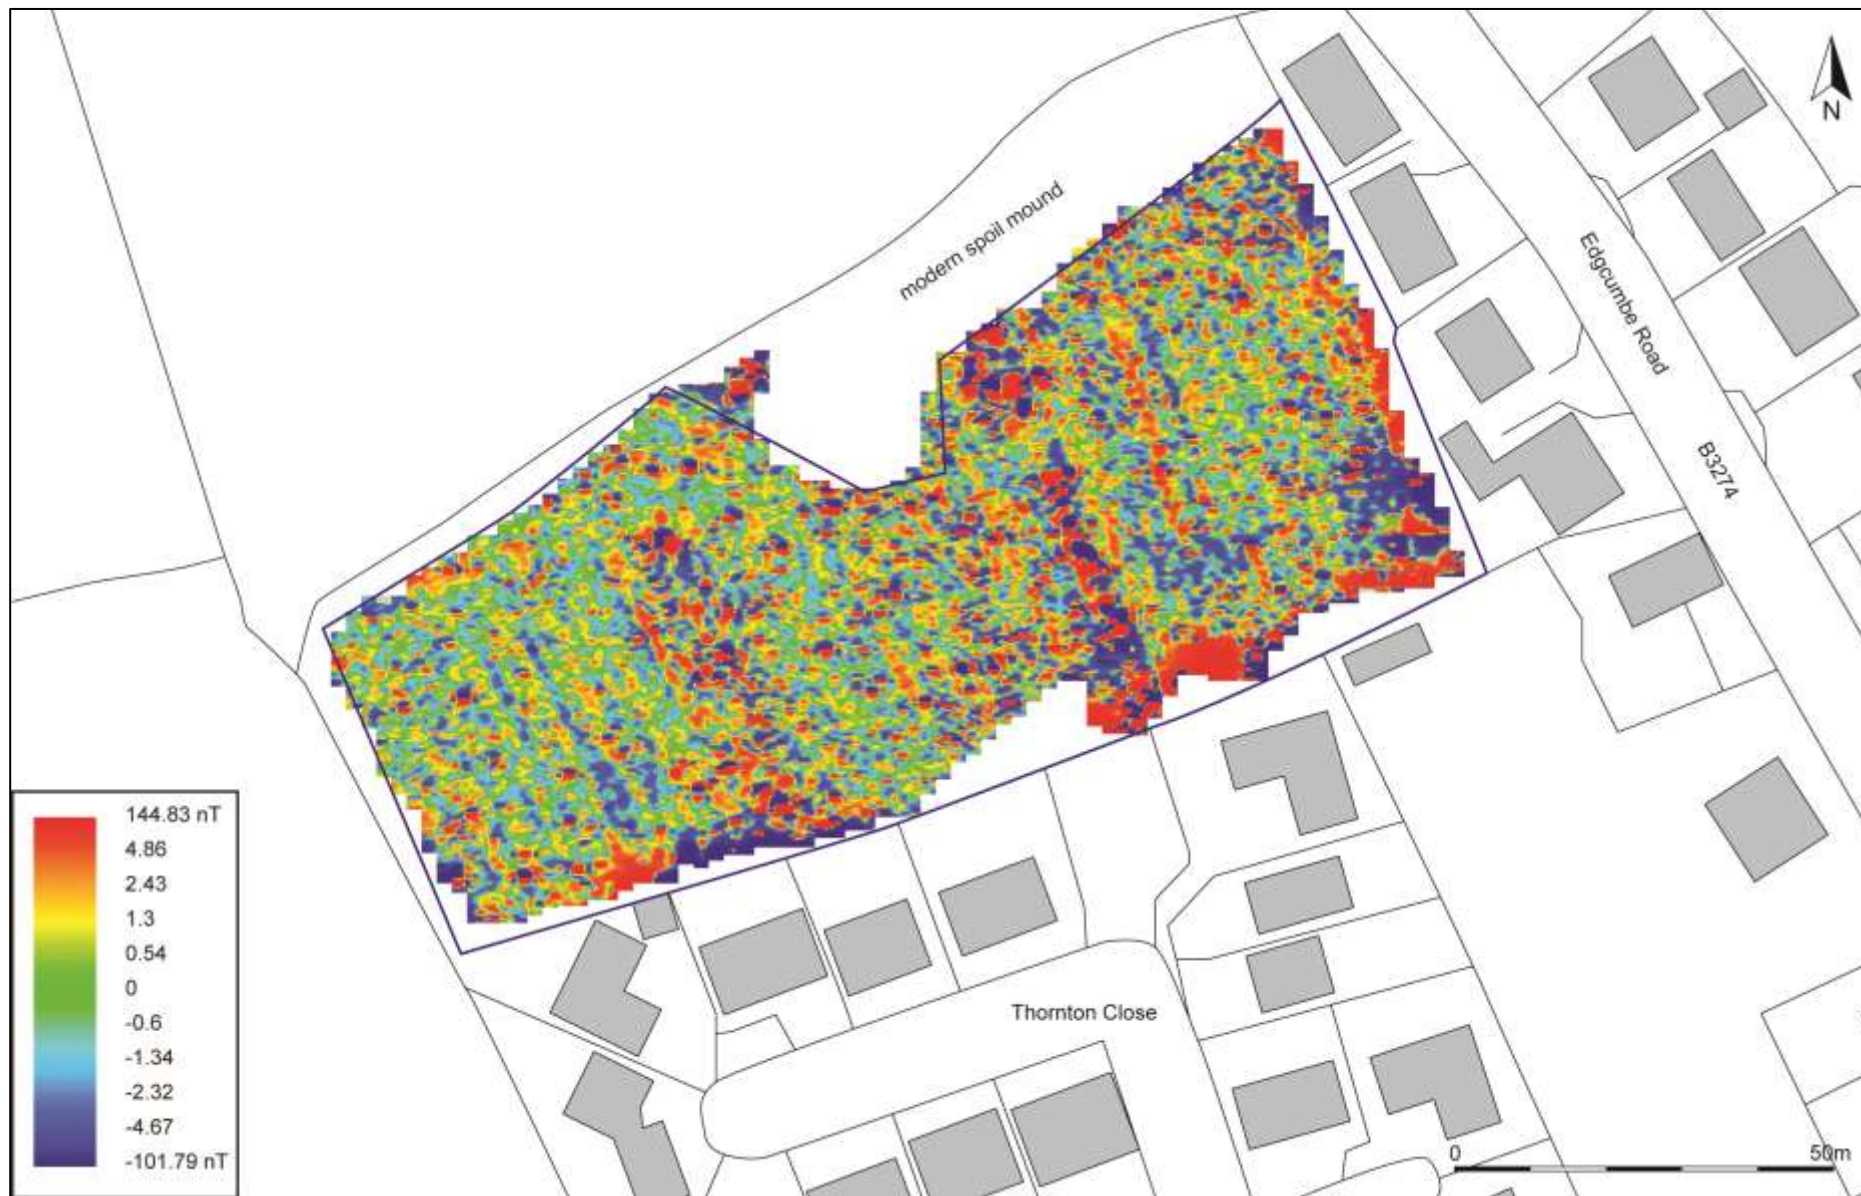 N
modern spoil mound
Edgcumbe Road
B3274
144.83 nT
4.86
2.43
1.3
0.54
0
-0.6
-1.34
-2.32
-4.67
-101.79 nT
Thornton Close
0 50m